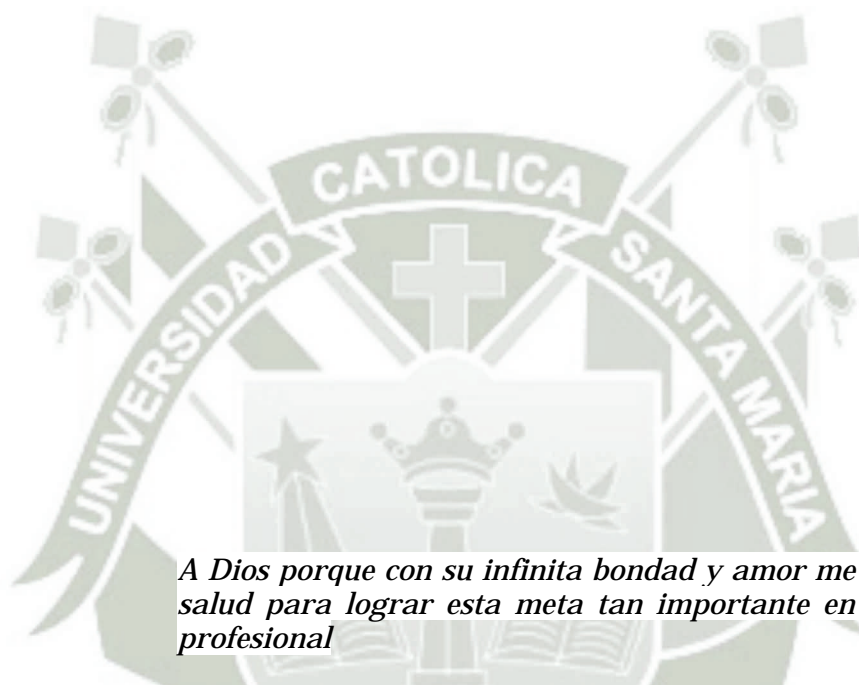 CATOLICA
UNIVERSIDAD
SANTA MARIA
A Dios porque con su infinita bondad y amor me
salud para lograr esta meta tan importante en
profesional